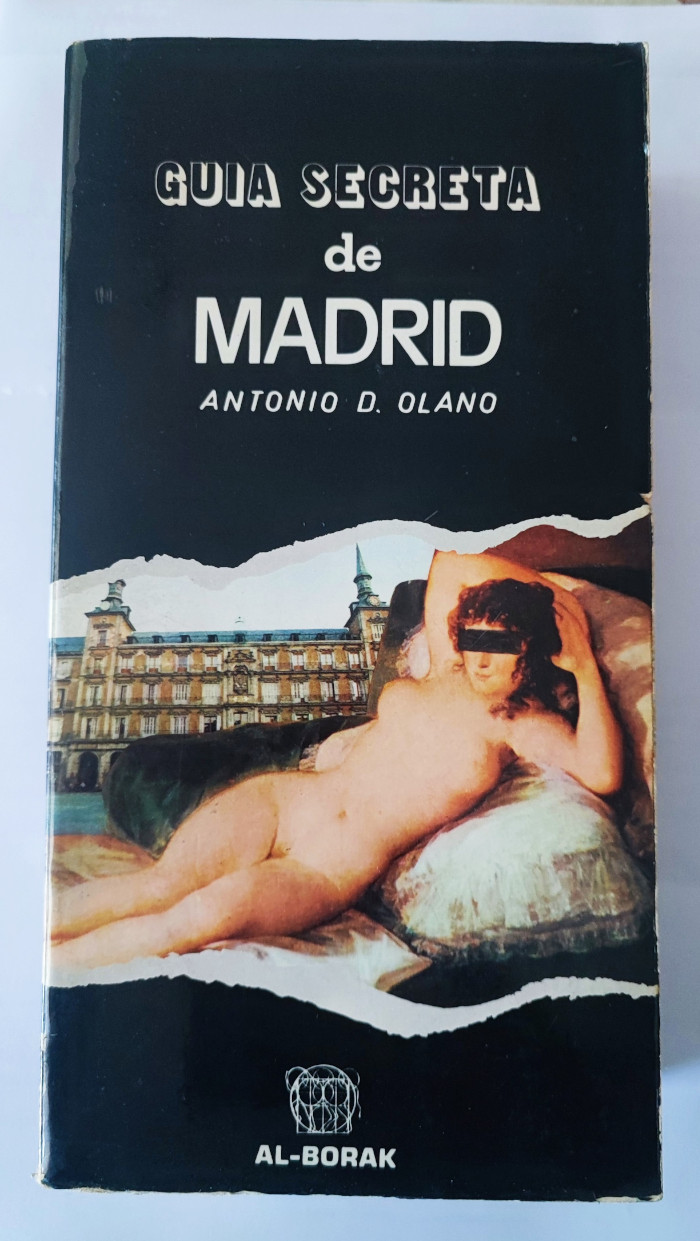 GUIA SECRETA
de
MADRID
ANTONIO D. OLANO
AL-BORAK